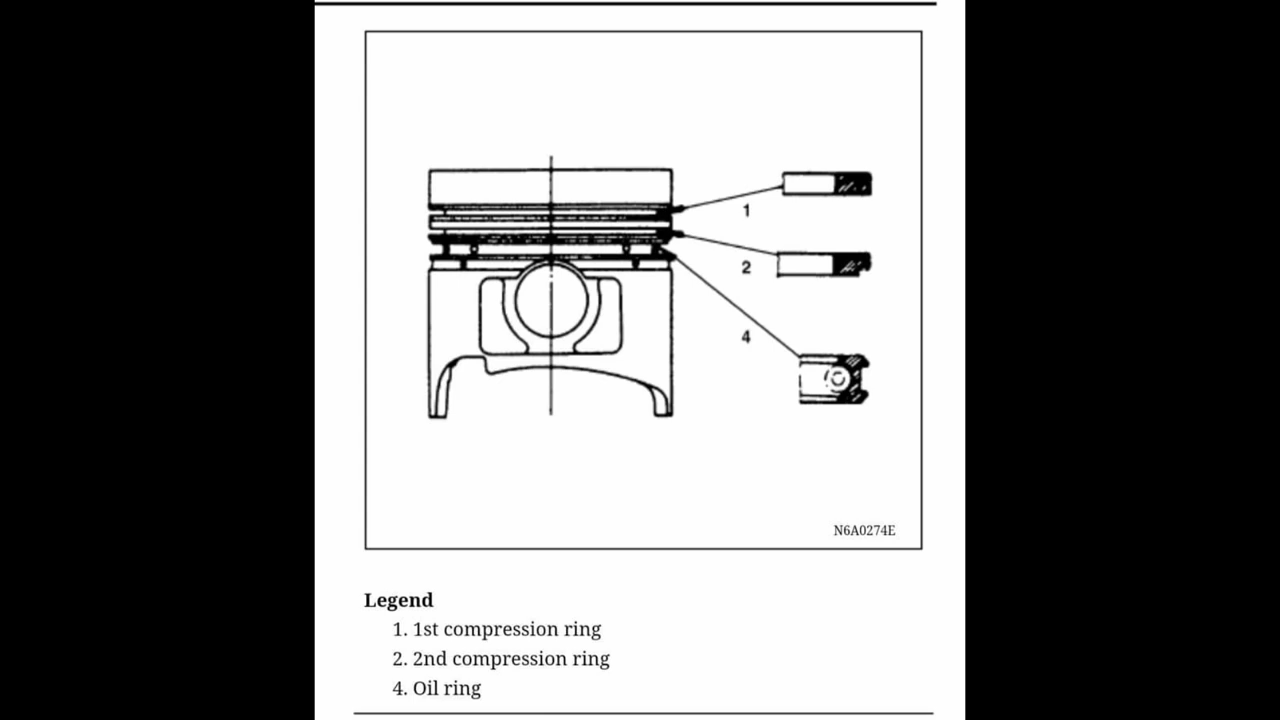 1
2
4
N6A0274E
Legend
1. 1st compression ring
2. 2nd compression ring
4. Oil ring